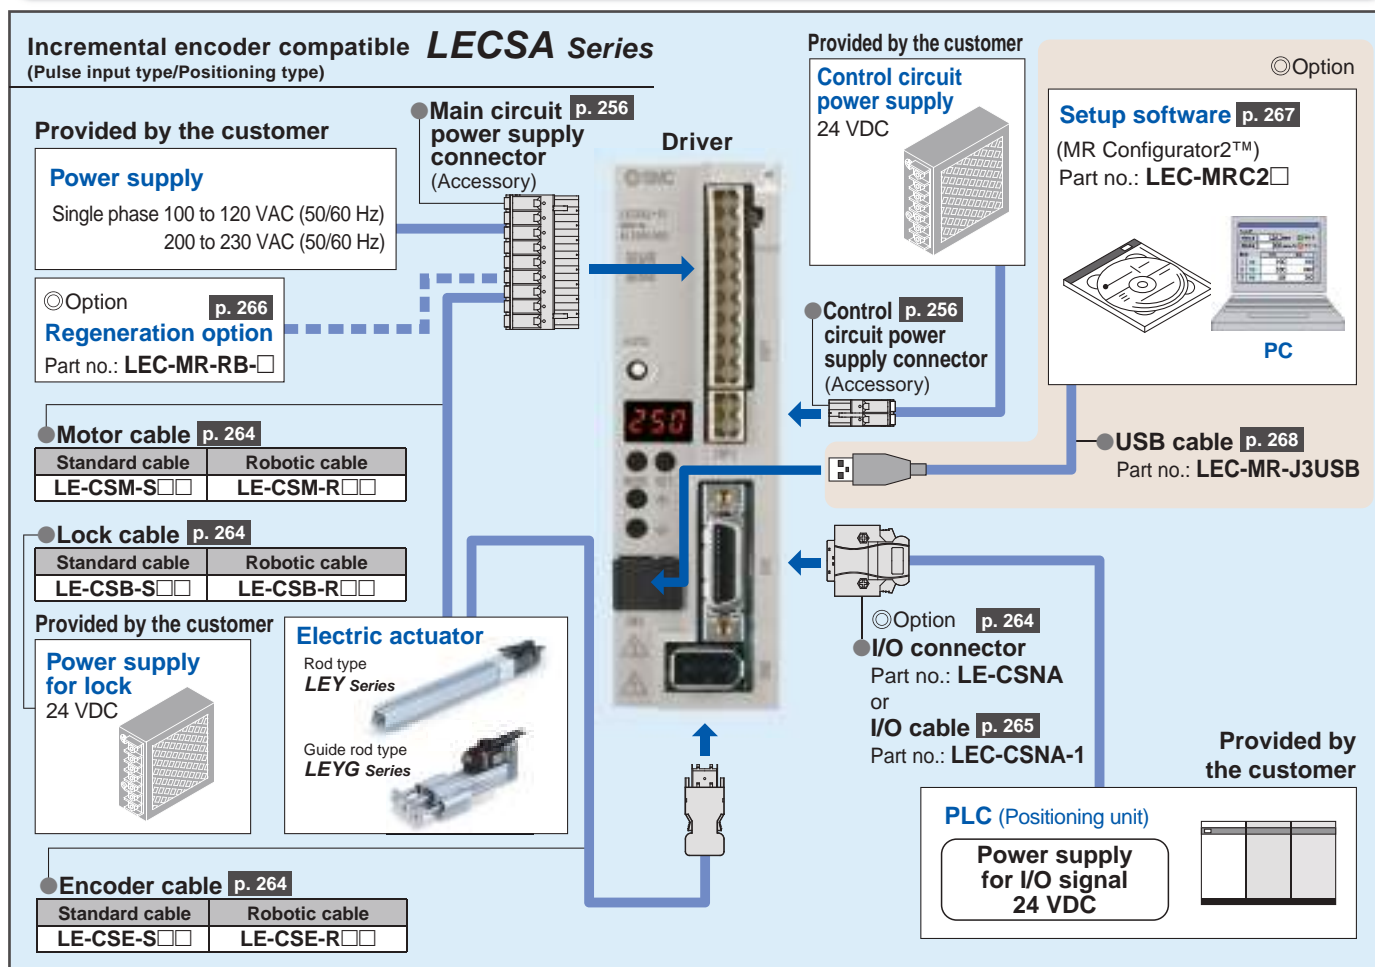 Incremental encoder compatible LECSA Series
(Pulse input type/Positioning type)
Provided by the customer
Power supply
Single phase 100 to 120 VAC (50/60 Hz)
200 to 230 VAC (50/60 Hz)
◎Option
p. 266
Regeneration option
Part no.: LEC-MR-RB-□
●Main circuit p. 256
power supply
connector
(Accessory)
Driver
SMC
250
Provided by the customer
Control circuit
power supply
24 VDC
●Control p. 256
circuit power
supply connector
(Accessory)
◎Option
Setup software p. 267
(MR Configurator2™)
Part no.: LEC-MRC2□
PC
●USB cable p. 268
Part no.: LEC-MR-J3USB
●Motor cable p. 264
Standard cable Robotic cable
LE-CSM-S□□ LE-CSM-R□□
●Lock cable p. 264
Standard cable Robotic cable
LE-CSB-S□□ LE-CSB-R□□
Provided by the customer
Power supply
for lock
24 VDC
Electric actuator
Rod type
LEY Series
Guide rod type
LEYG Series
◎Option p. 264
●I/O connector
Part no.: LE-CSNA
or
I/O cable p. 265
Part no.: LEC-CSNA-1
Provided by
the customer
PLC (Positioning unit)
Power supply
for I/O signal
24 VDC
●Encoder cable p. 264
Standard cable Robotic cable
LE-CSE-S□□ LE-CSE-R□□